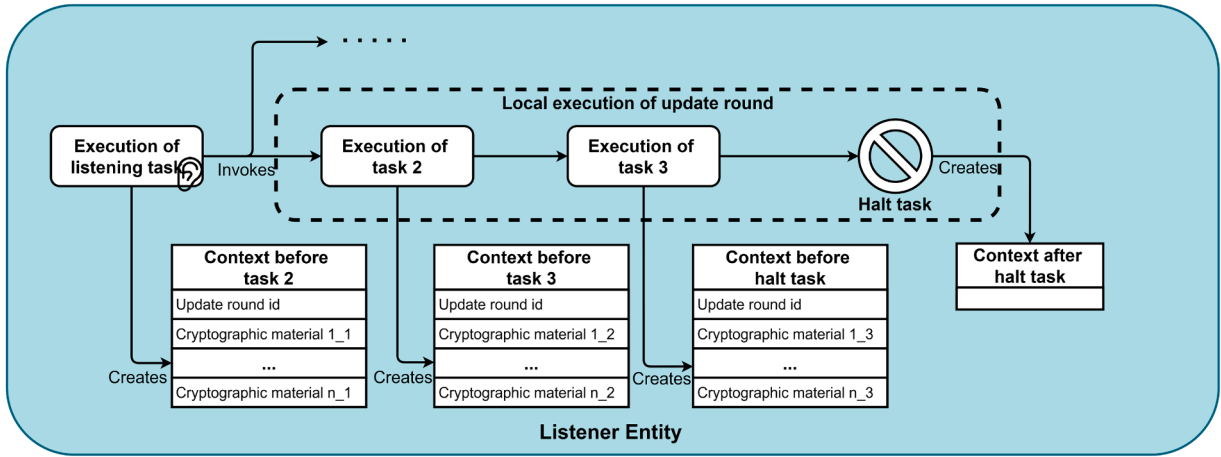 . . . . .
Local execution of update round
Execution of
listening task
Invokes
Execution of
task 2
Execution of
task 3
Halt task
Creates
Context before
task 2
Update round id
Cryptographic material 1_1
...
Cryptographic material n_1
Creates
Context before
task 3
Update round id
Cryptographic material 1_2
...
Cryptographic material n_2
Creates
Context before
halt task
Update round id
Cryptographic material 1_3
...
Cryptographic material n_3
Creates
Context after
halt task
Listener Entity